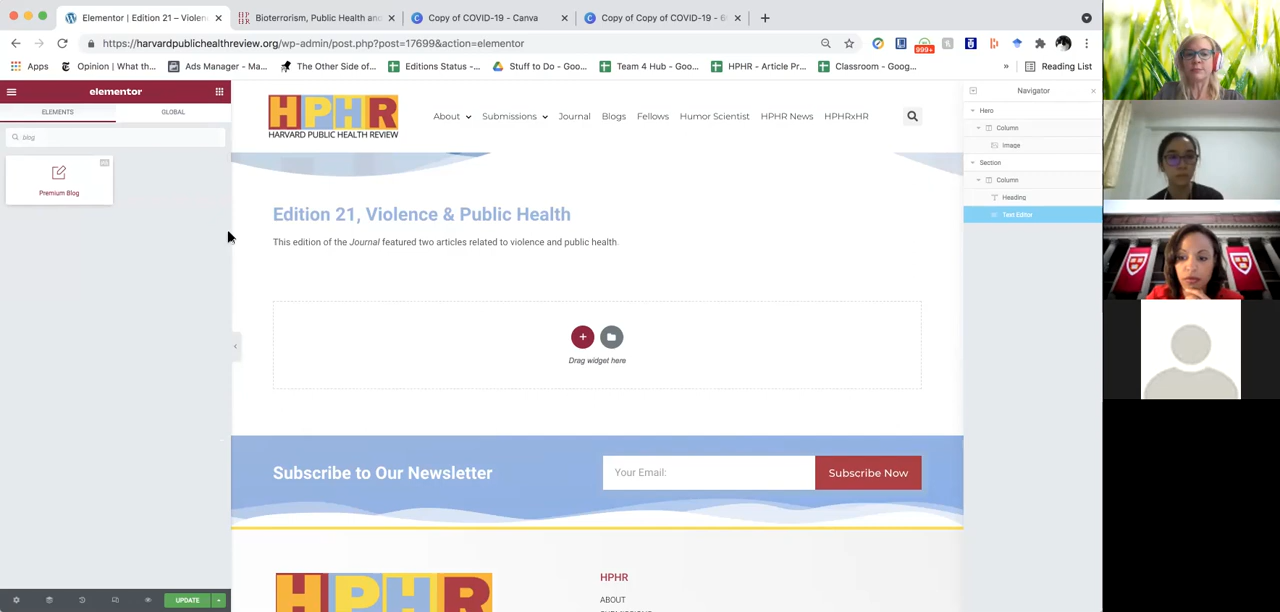 Elementor | Edition 21 – Violen
Bioterrorism, Public Health and
Copy of COVID-19 - Canva
Copy of Copy of COVID-19 - 6
https://harvardpublichealthreview.org/wp-admin/post.php?post=17699&action=elementor
999+
Apps
Opinion | What th...
Ads Manager - Ma...
The Other Side of...
Editions Status -...
Stuff to Do - Goo...
Team 4 Hub - Goo...
HPHR - Article Pr...
Classroom - Goog...
»
Reading List
elementor
ELEMENTS
GLOBAL
blog
Premium Blog
UPDATE
HPHR
HARVARD PUBLIC HEALTH REVIEW
About
Submissions
Journal
Blogs
Fellows
Humor Scientist
HPHR News
HPHRxHR
Edition 21, Violence & Public Health
This edition of the Journal featured two articles related to violence and public health.
Drag widget here
Subscribe to Our Newsletter
Your Email:
Subscribe Now
HPHR
HPHR
ABOUT
Navigator
Hero
Column
Image
Section
Column
Heading
Text Editor